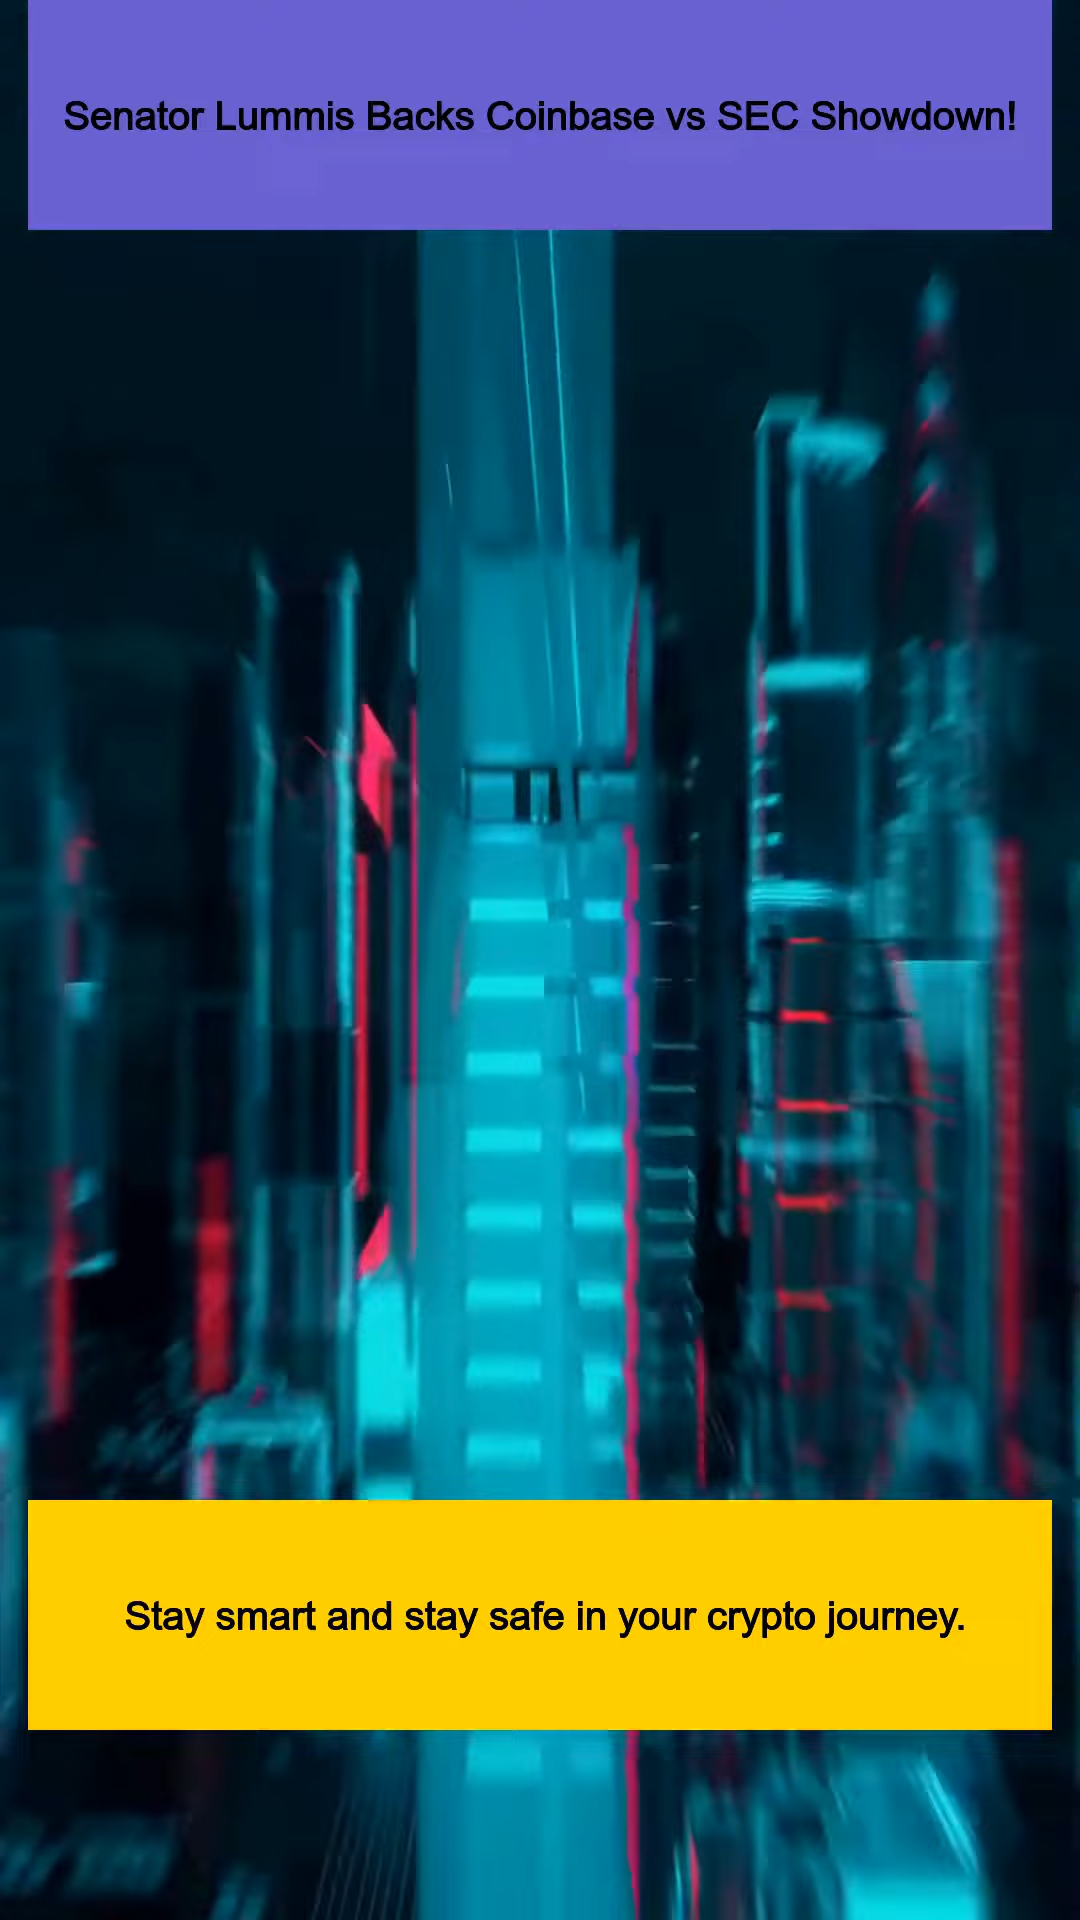 Senator Lummis Backs Coinbase vs SEC Showdown!
Stay smart and stay safe in your crypto journey.